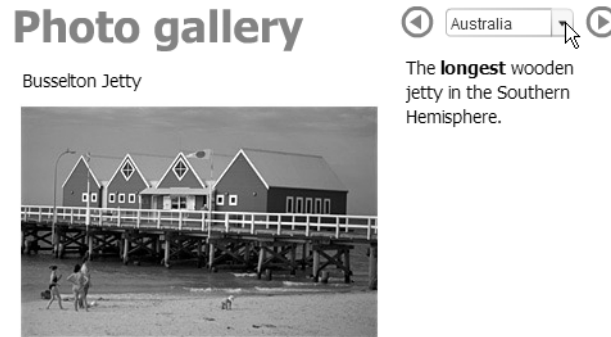 Photo gallery
Australia
Busselton Jetty
The longest wooden
jetty in the Southern
Hemisphere.